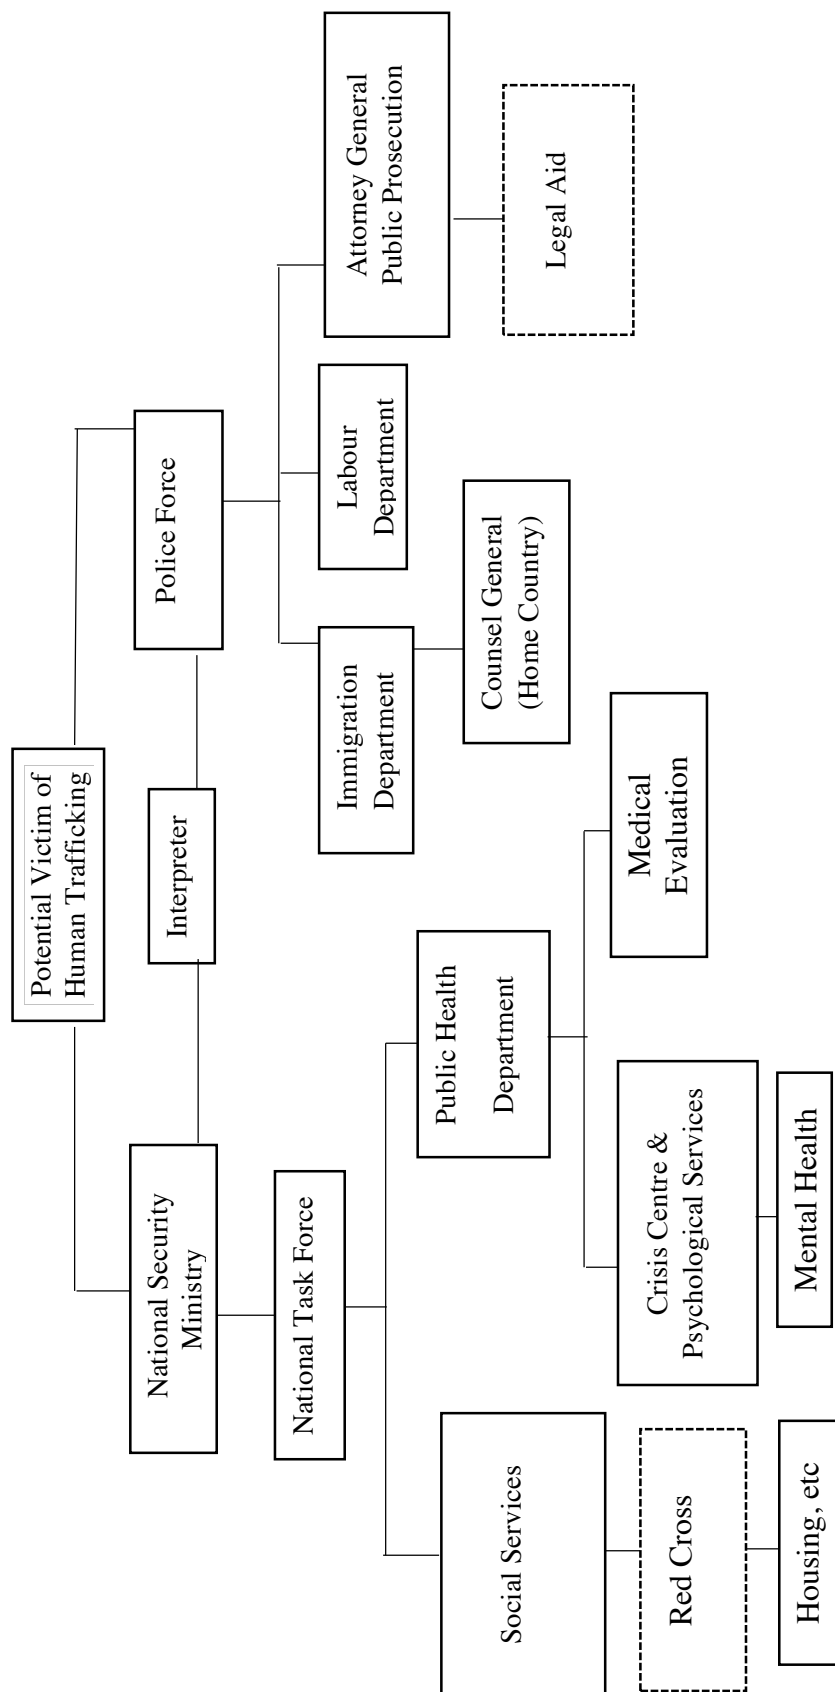 Potential Victim of
Human Trafficking
National Security
Ministry
Interpreter
Police Force
National Task Force
Immigration
Department
Labour
Department
Attorney General
Public Prosecution
Social Services
Public Health
Department
Counsel General
(Home Country)
Legal Aid
Red Cross
Crisis Centre &
Psychological Services
Medical
Evaluation
Housing, etc
Mental Health